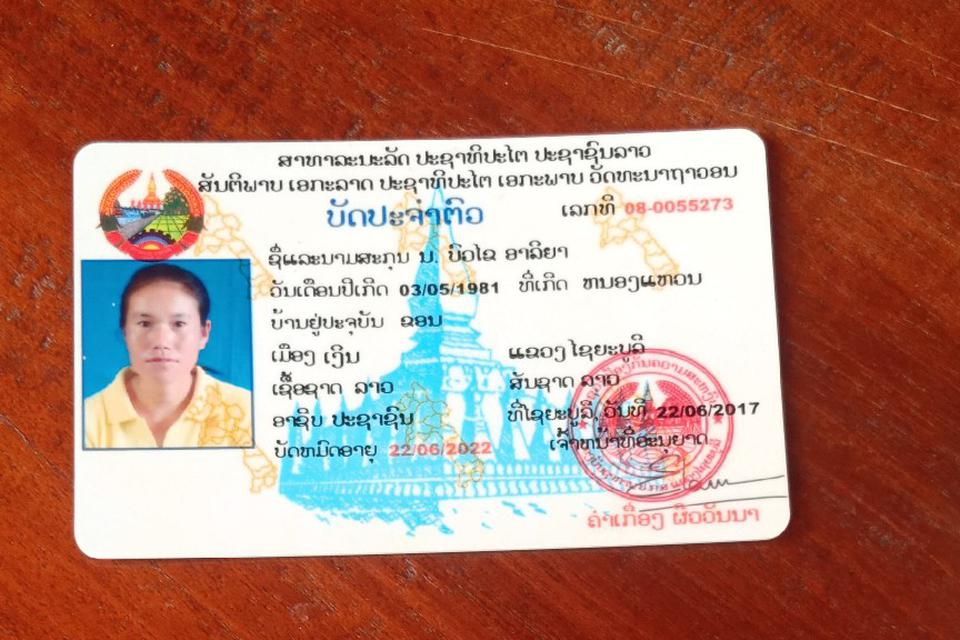 ສາທາລະນະລັດ ປະຊາທິປະໄຕ ປະຊາຊົນລາວ
ສັນຕິພາບ ເອກະລາດ ປະຊາທິປະໄຕ ເອກະພາບ ວັດທະນາຖາວອນ
ບັດປະຈຳຕົວ ເລກທີ 08-0055273
ຊື່ແລະນາມສະກຸນ ນ. ບົວໄຂ ອາລິຍາ
ວັນເດືອນປີເກີດ 03/05/1981 ທີ່ເກີດ ຫນອງແຫວນ
ບ້ານຢູ່ປະຈຸບັນ ຂອນ
ເມືອງ ເງິນ ແຂວງ ໄຊຍະບູລີ
ເຊື້ອຊາດ ລາວ ສັນຊາດ ລາວ
ອາຊີບ ປະຊາຊົນ ທີ່ໄຊຍະບູລີ, ວັນທີ 22/06/2017
ບັດຫມົດອາຍຸ 22/06/2022 ເຈົ້າຫນ້າທີ່ອະນຸຍາດ
ຄຳເກື່ອງ ຜິວວັນນາ